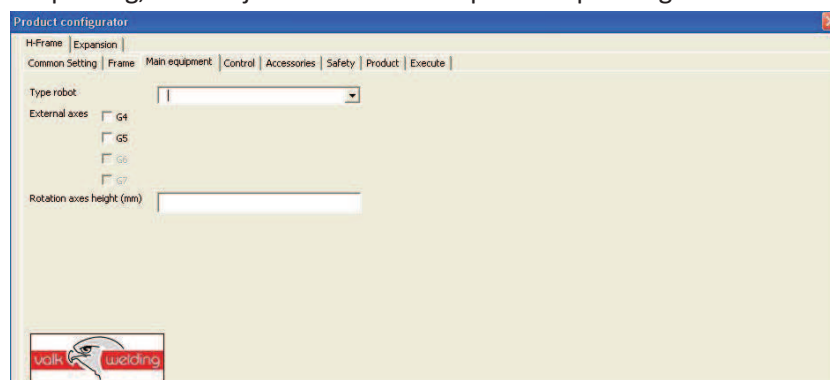 Product configurator
H-Frame Expansion
Common Setting Frame Main equipment Control Accessories Safety Product Execute
Type robot
External axes G4
G5
G6
G7
Rotation axes height (mm)
valk welding